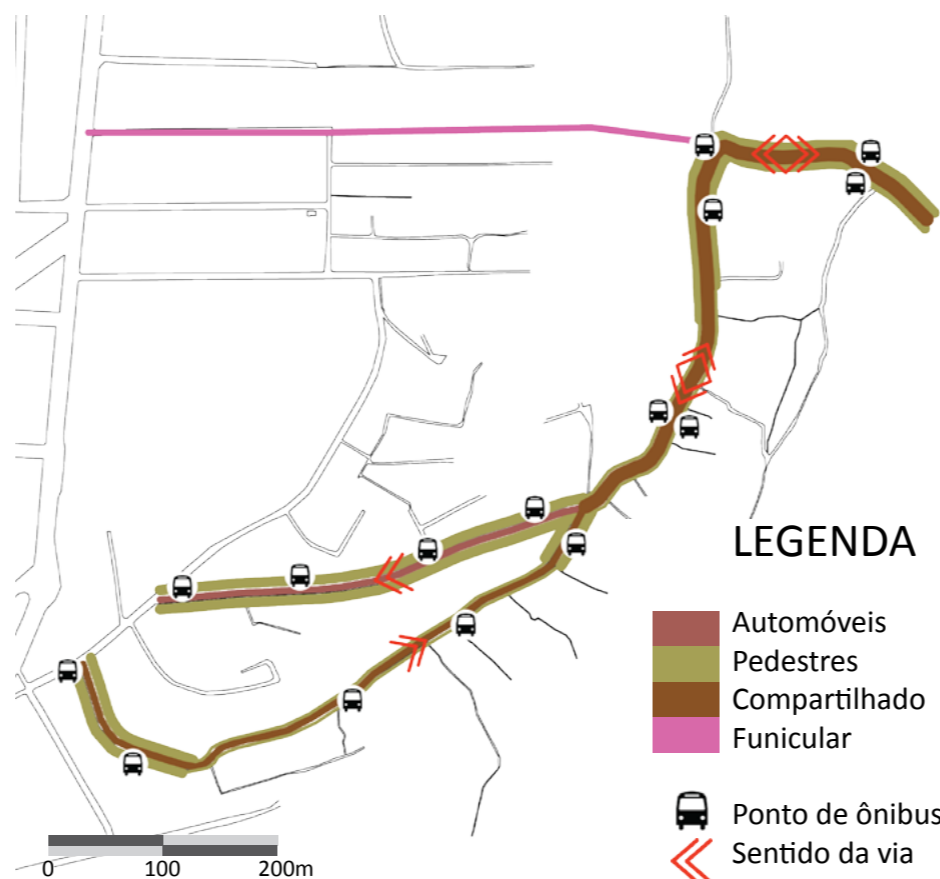 LEGENDA
Automóveis
Pedestres
Compartilhado
Funicular
Ponto de ônibus
Sentido da via
0 100 200m